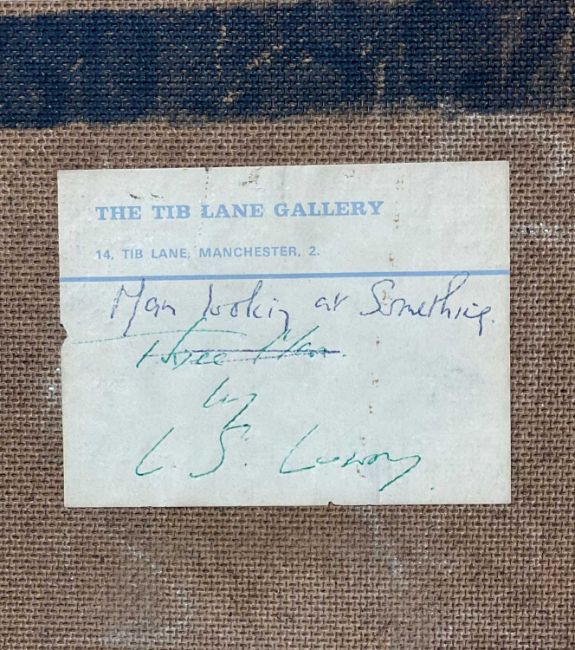 THE TIB LANE GALLERY
14, TIB LANE, MANCHESTER, 2.
Man looking at Something.
Three Men.
by
L. S. Lowry.